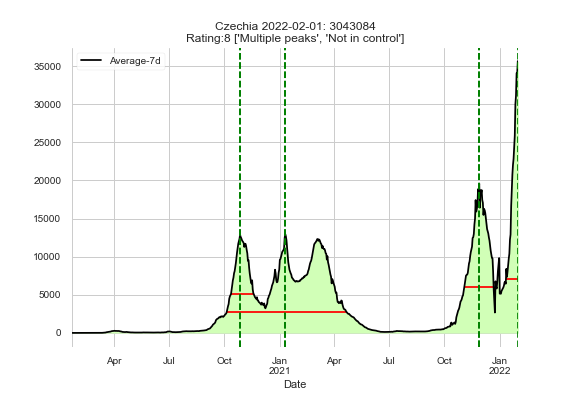 Czechia 2022-02-01: 3043084
Rating:8 ['Multiple peaks', 'Not in control']
Average-7d
35000
30000
25000
20000
15000
10000
5000
0
Apr Jul Oct Jan Apr Jul Oct Jan
2021 2022
Date